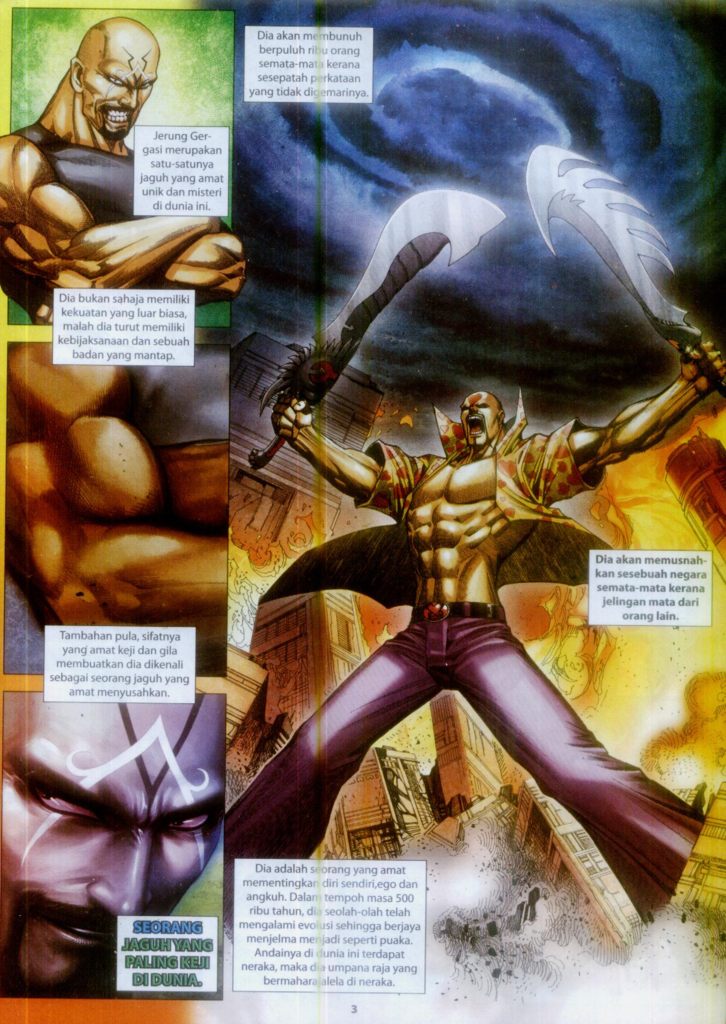 Jerung Ger-
gasi merupakan
satu-satunya
jaguh yang amat
unik dan misteri
di dunia ini.
Dia bukan sahaja memiliki
kekuatan yang luar biasa,
malah dia turut memiliki
kebijaksanaan dan sebuah
badan yang mantap.
Tambahan pula, sifatnya
yang amat keji dan gila
membuatkan dia dikenali
sebagai seorang jaguh yang
amat menyusahkan.
SEORANG
JAGUH YANG
PALING KEJI
DI DUNIA.
Dia akan membunuh
berpuluh ribu orang
semata-mata kerana
sesepatah perkataan
yang tidak digemarinya.
Dia akan memusnah-
kan sesebuah negara
semata-mata kerana
jelingan mata dari
orang lain.
Dia adalah seorang yang amat
mementingkan diri sendiri,ego dan
angkuh. Dalam tempoh masa 500
ribu tahun, dia seolah-olah telah
mengalami evolusi sehingga berjaya
menjelma menjadi seperti puaka.
Andainya di dunia ini terdapat
neraka, maka dia umpana raja yang
bermaharajalela di neraka.
3